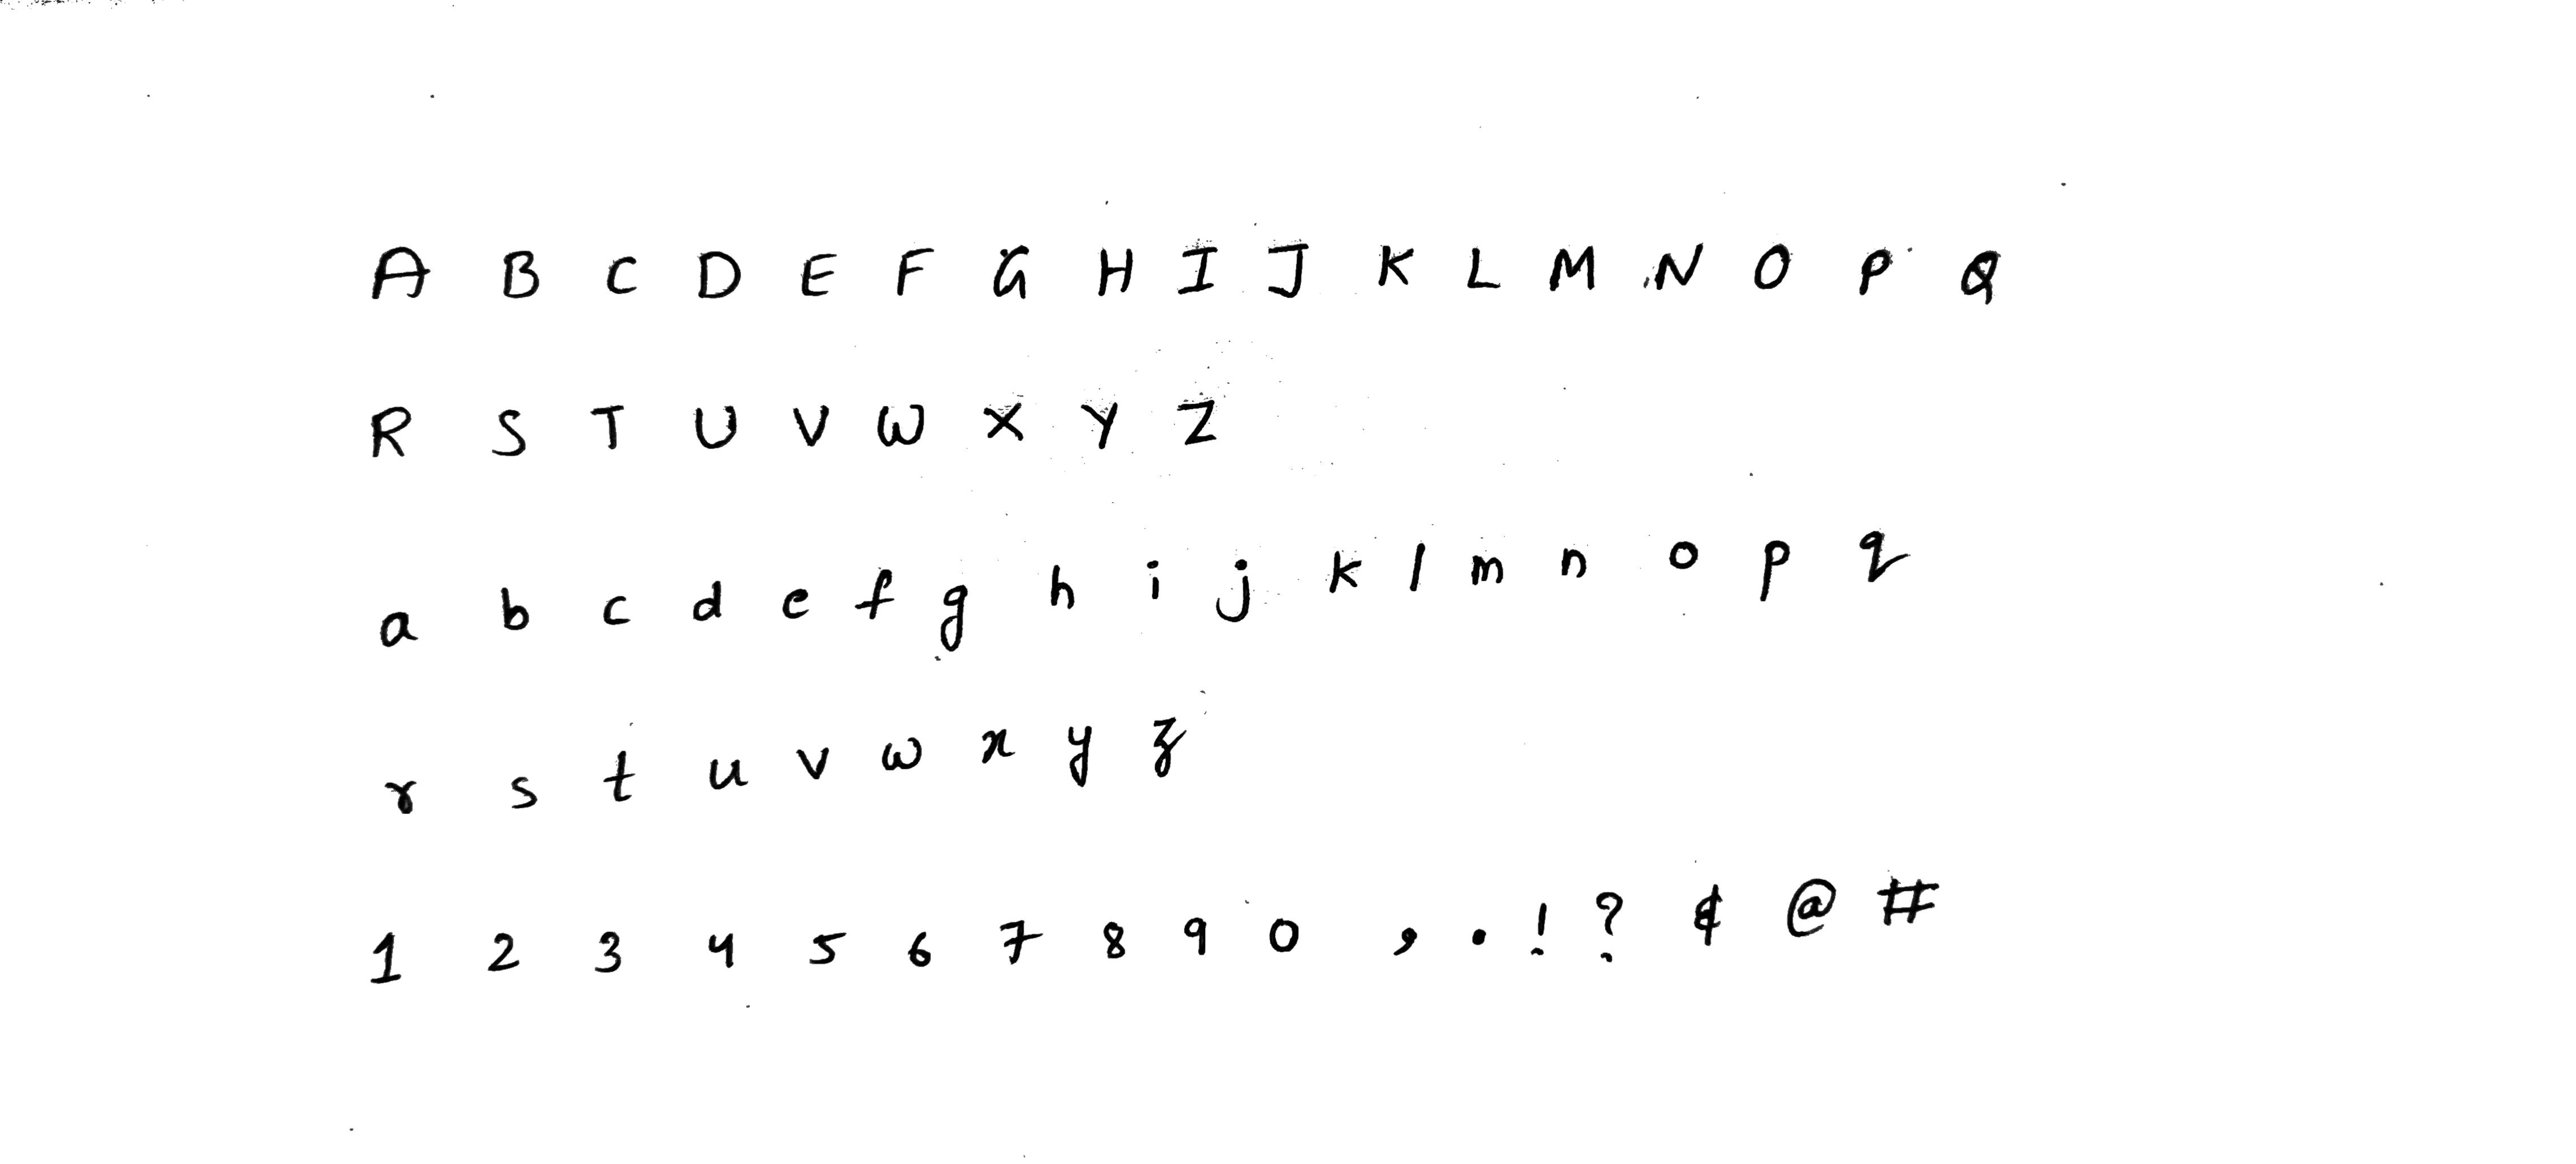 A B C D E F G H I J K L M N O P Q
R S T U V W X Y Z
a b c d e f g h i j k l m n o p q
r s t u v w x y z
1 2 3 4 5 6 7 8 9 0 , . ! ? & @ #